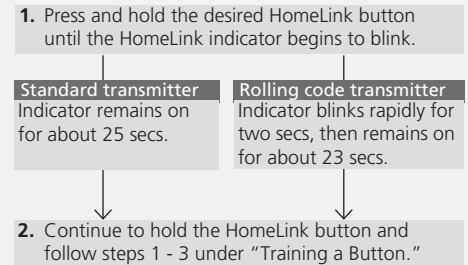 1. Press and hold the desired HomeLink button
until the HomeLink indicator begins to blink.
Standard transmitter
Indicator remains on
for about 25 secs.
Rolling code transmitter
Indicator blinks rapidly for
two secs, then remains on
for about 23 secs.
2. Continue to hold the HomeLink button and
follow steps 1 - 3 under “Training a Button.”